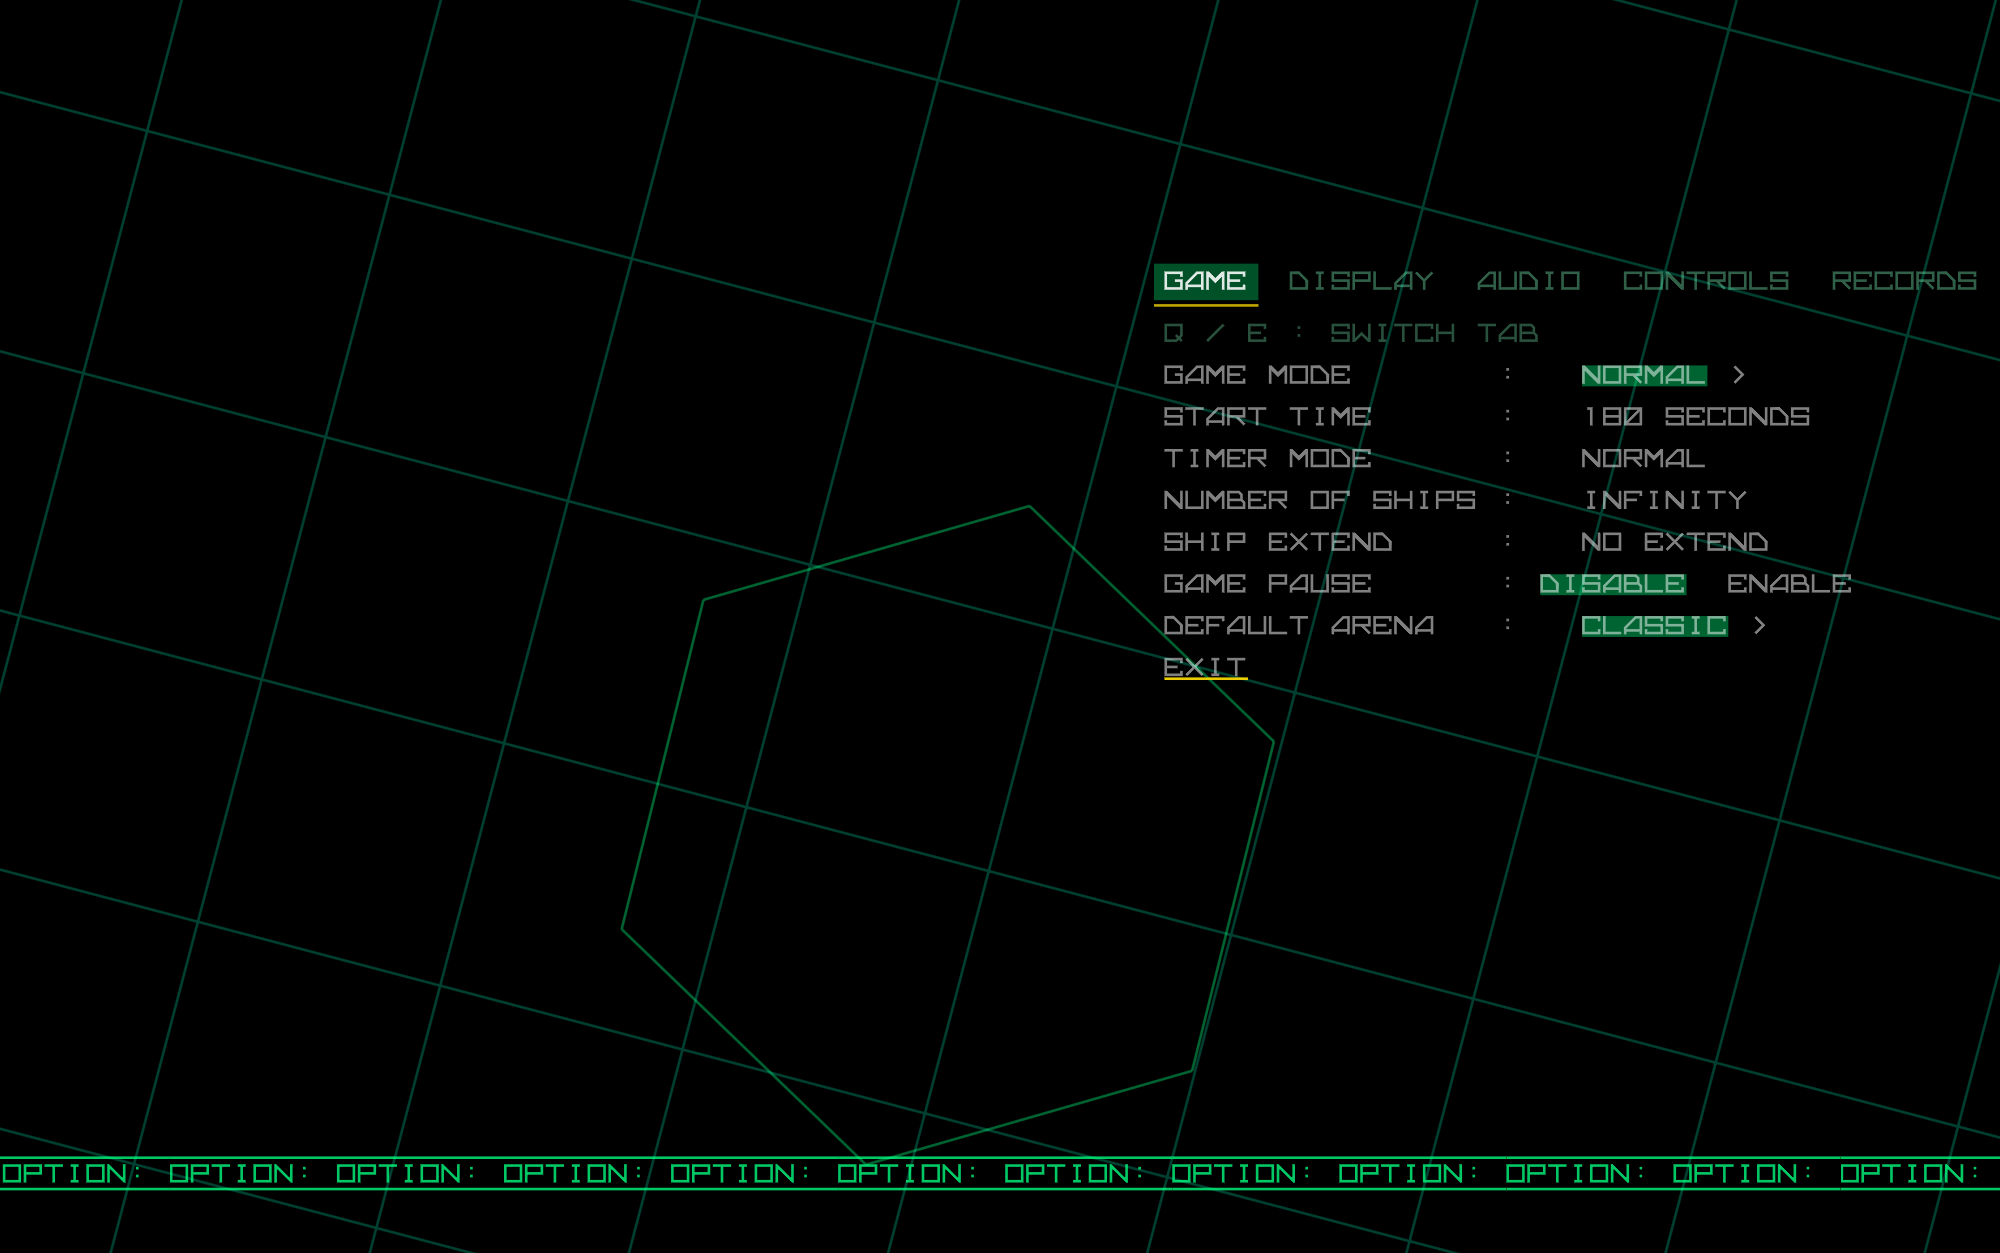 GAME DISPLAY AUDIO CONTROLS RECORDS
Q / E : SWITCH TAB
GAME MODE : NORMAL >
START TIME : 180 SECONDS
TIMER MODE : NORMAL
NUMBER OF SHIPS : INFINITY
SHIP EXTEND : NO EXTEND
GAME PAUSE : DISABLE ENABLE
DEFAULT ARENA : CLASSIC >
EXIT
OPTION: OPTION: OPTION: OPTION: OPTION: OPTION: OPTION: OPTION: OPTION: OPTION: OPTION: OPTION: